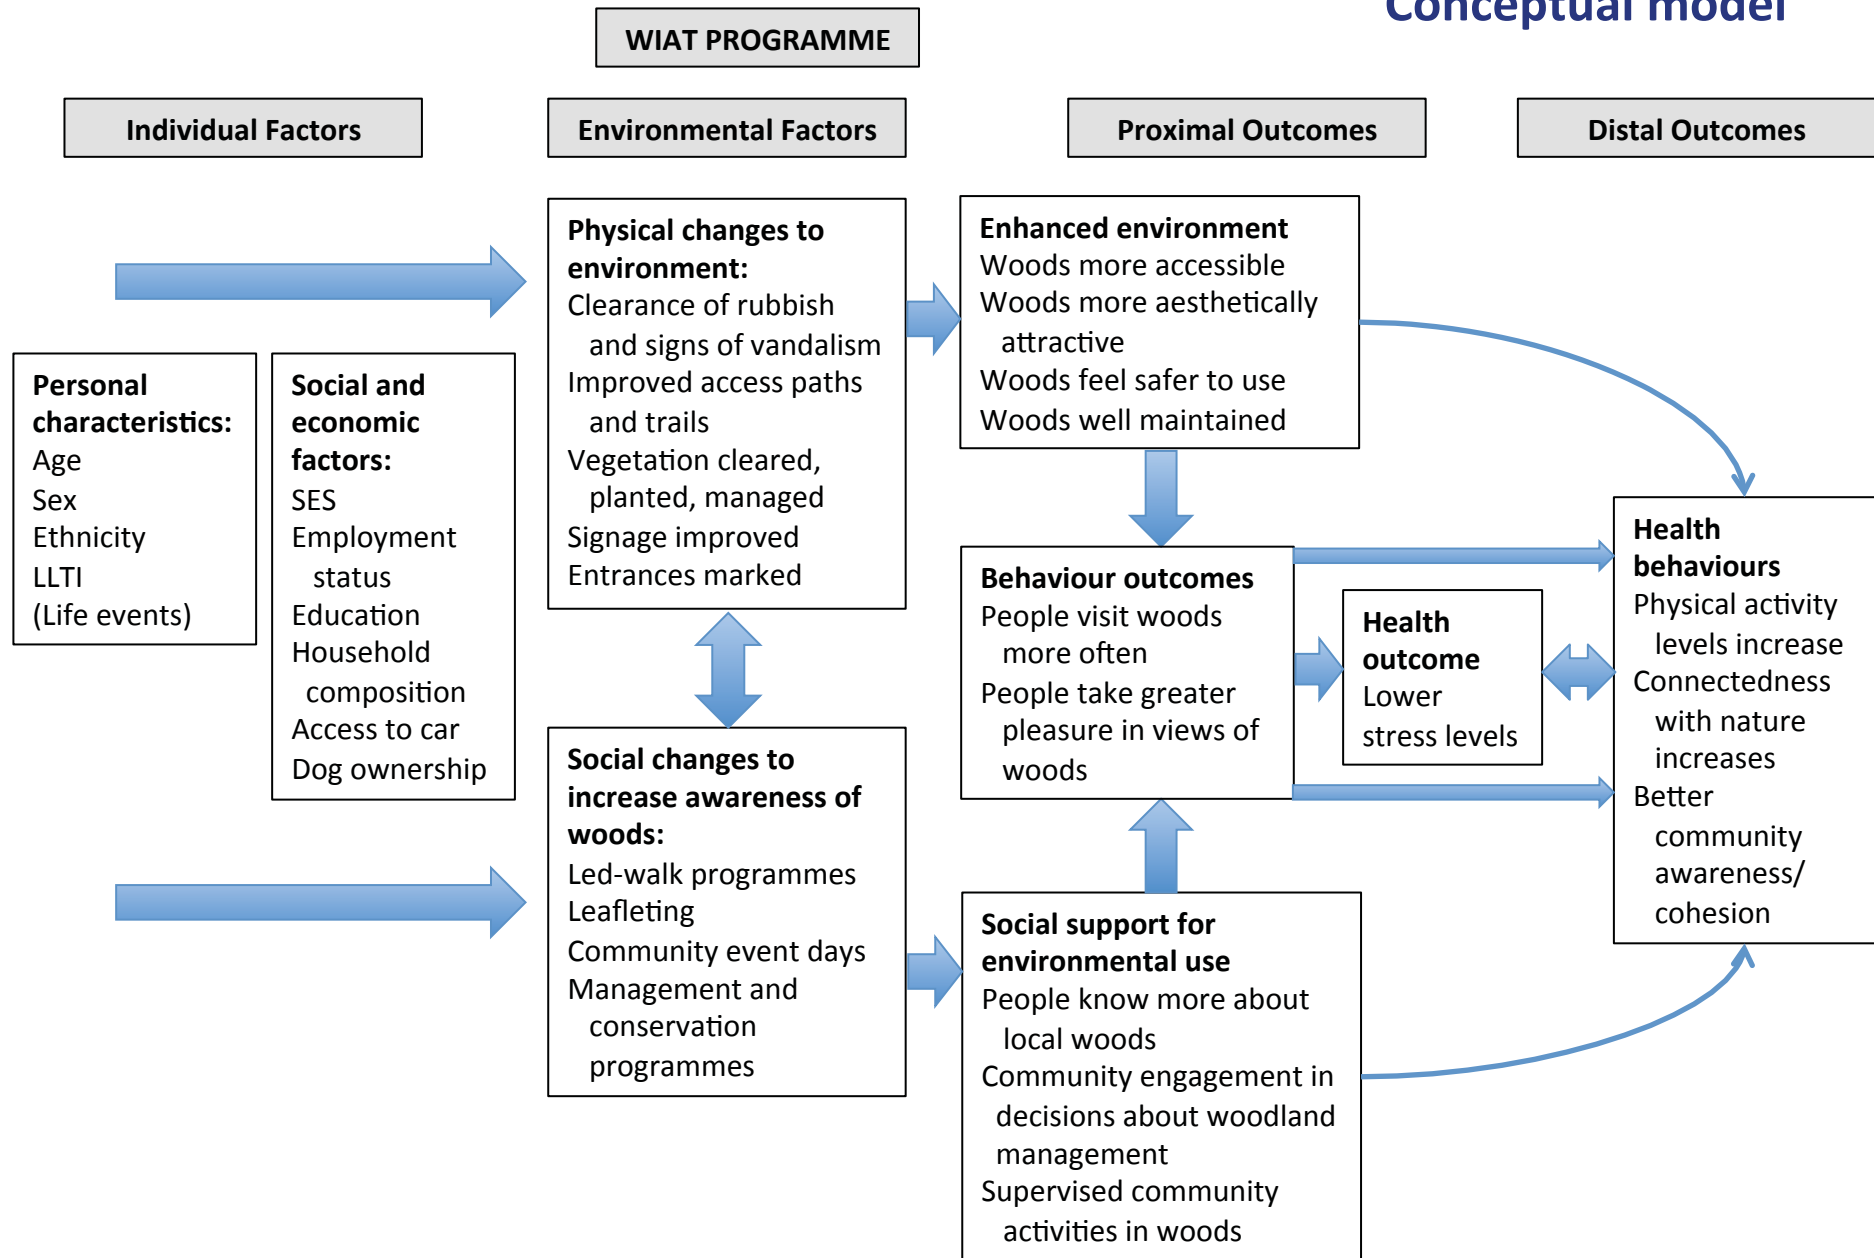 Conceptual model
WIAT PROGRAMME
Individual Factors
Environmental Factors
Proximal Outcomes
Distal Outcomes
Personal
characteristics:
Age
Sex
Ethnicity
LLTI
(Life events)
Social and
economic
factors:
SES
Employment
status
Education
Household
composition
Access to car
Dog ownership
Physical changes to
environment:
Clearance of rubbish
and signs of vandalism
Improved access paths
and trails
Vegetation cleared,
planted, managed
Signage improved
Entrances marked
Social changes to
increase awareness of
woods:
Led-walk programmes
Leafleting
Community event days
Management and
conservation
programmes
Enhanced environment
Woods more accessible
Woods more aesthetically
attractive
Woods feel safer to use
Woods well maintained
Behaviour outcomes
People visit woods
more often
People take greater
pleasure in views of
woods
Social support for
environmental use
People know more about
local woods
Community engagement in
decisions about woodland
management
Supervised community
activities in woods
Health
outcome
Lower
stress levels
Health
behaviours
Physical activity
levels increase
Connectedness
with nature
increases
Better
community
awareness/
cohesion